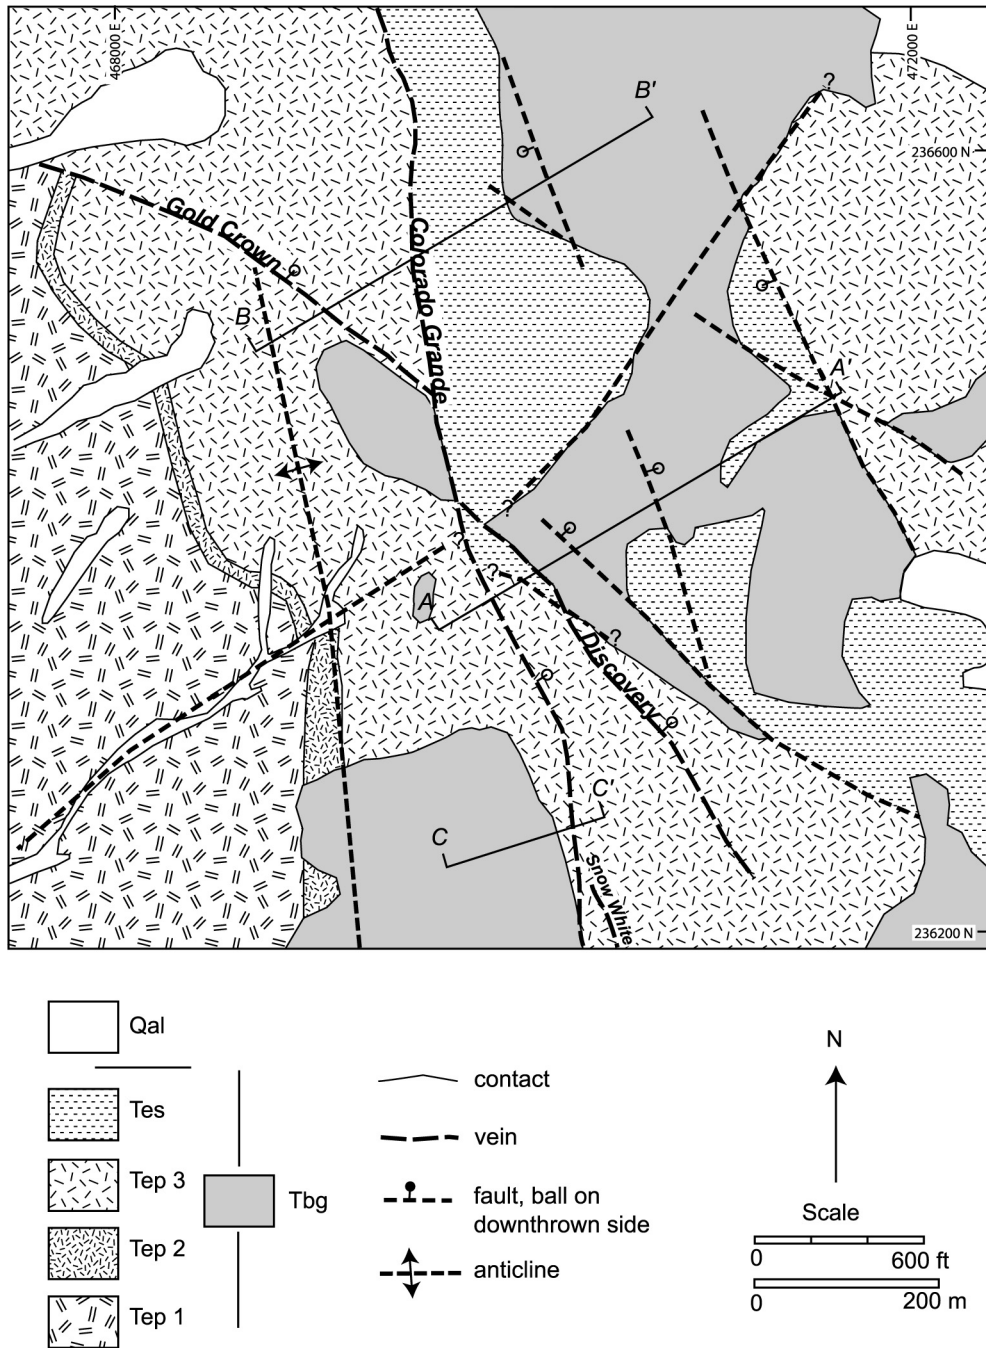 468000 E
472000 E
B'
236600 N
Gold Crown
Colorado Grande
B
A'
?
?
?
?
?
A
Discovery
C'
C
Snow White
236200 N
Qal
Tes
Tep 3
Tep 2
Tep 1
Tbg
contact
vein
fault, ball on
downthrown side
anticline
N
Scale
0 600 ft
0 200 m